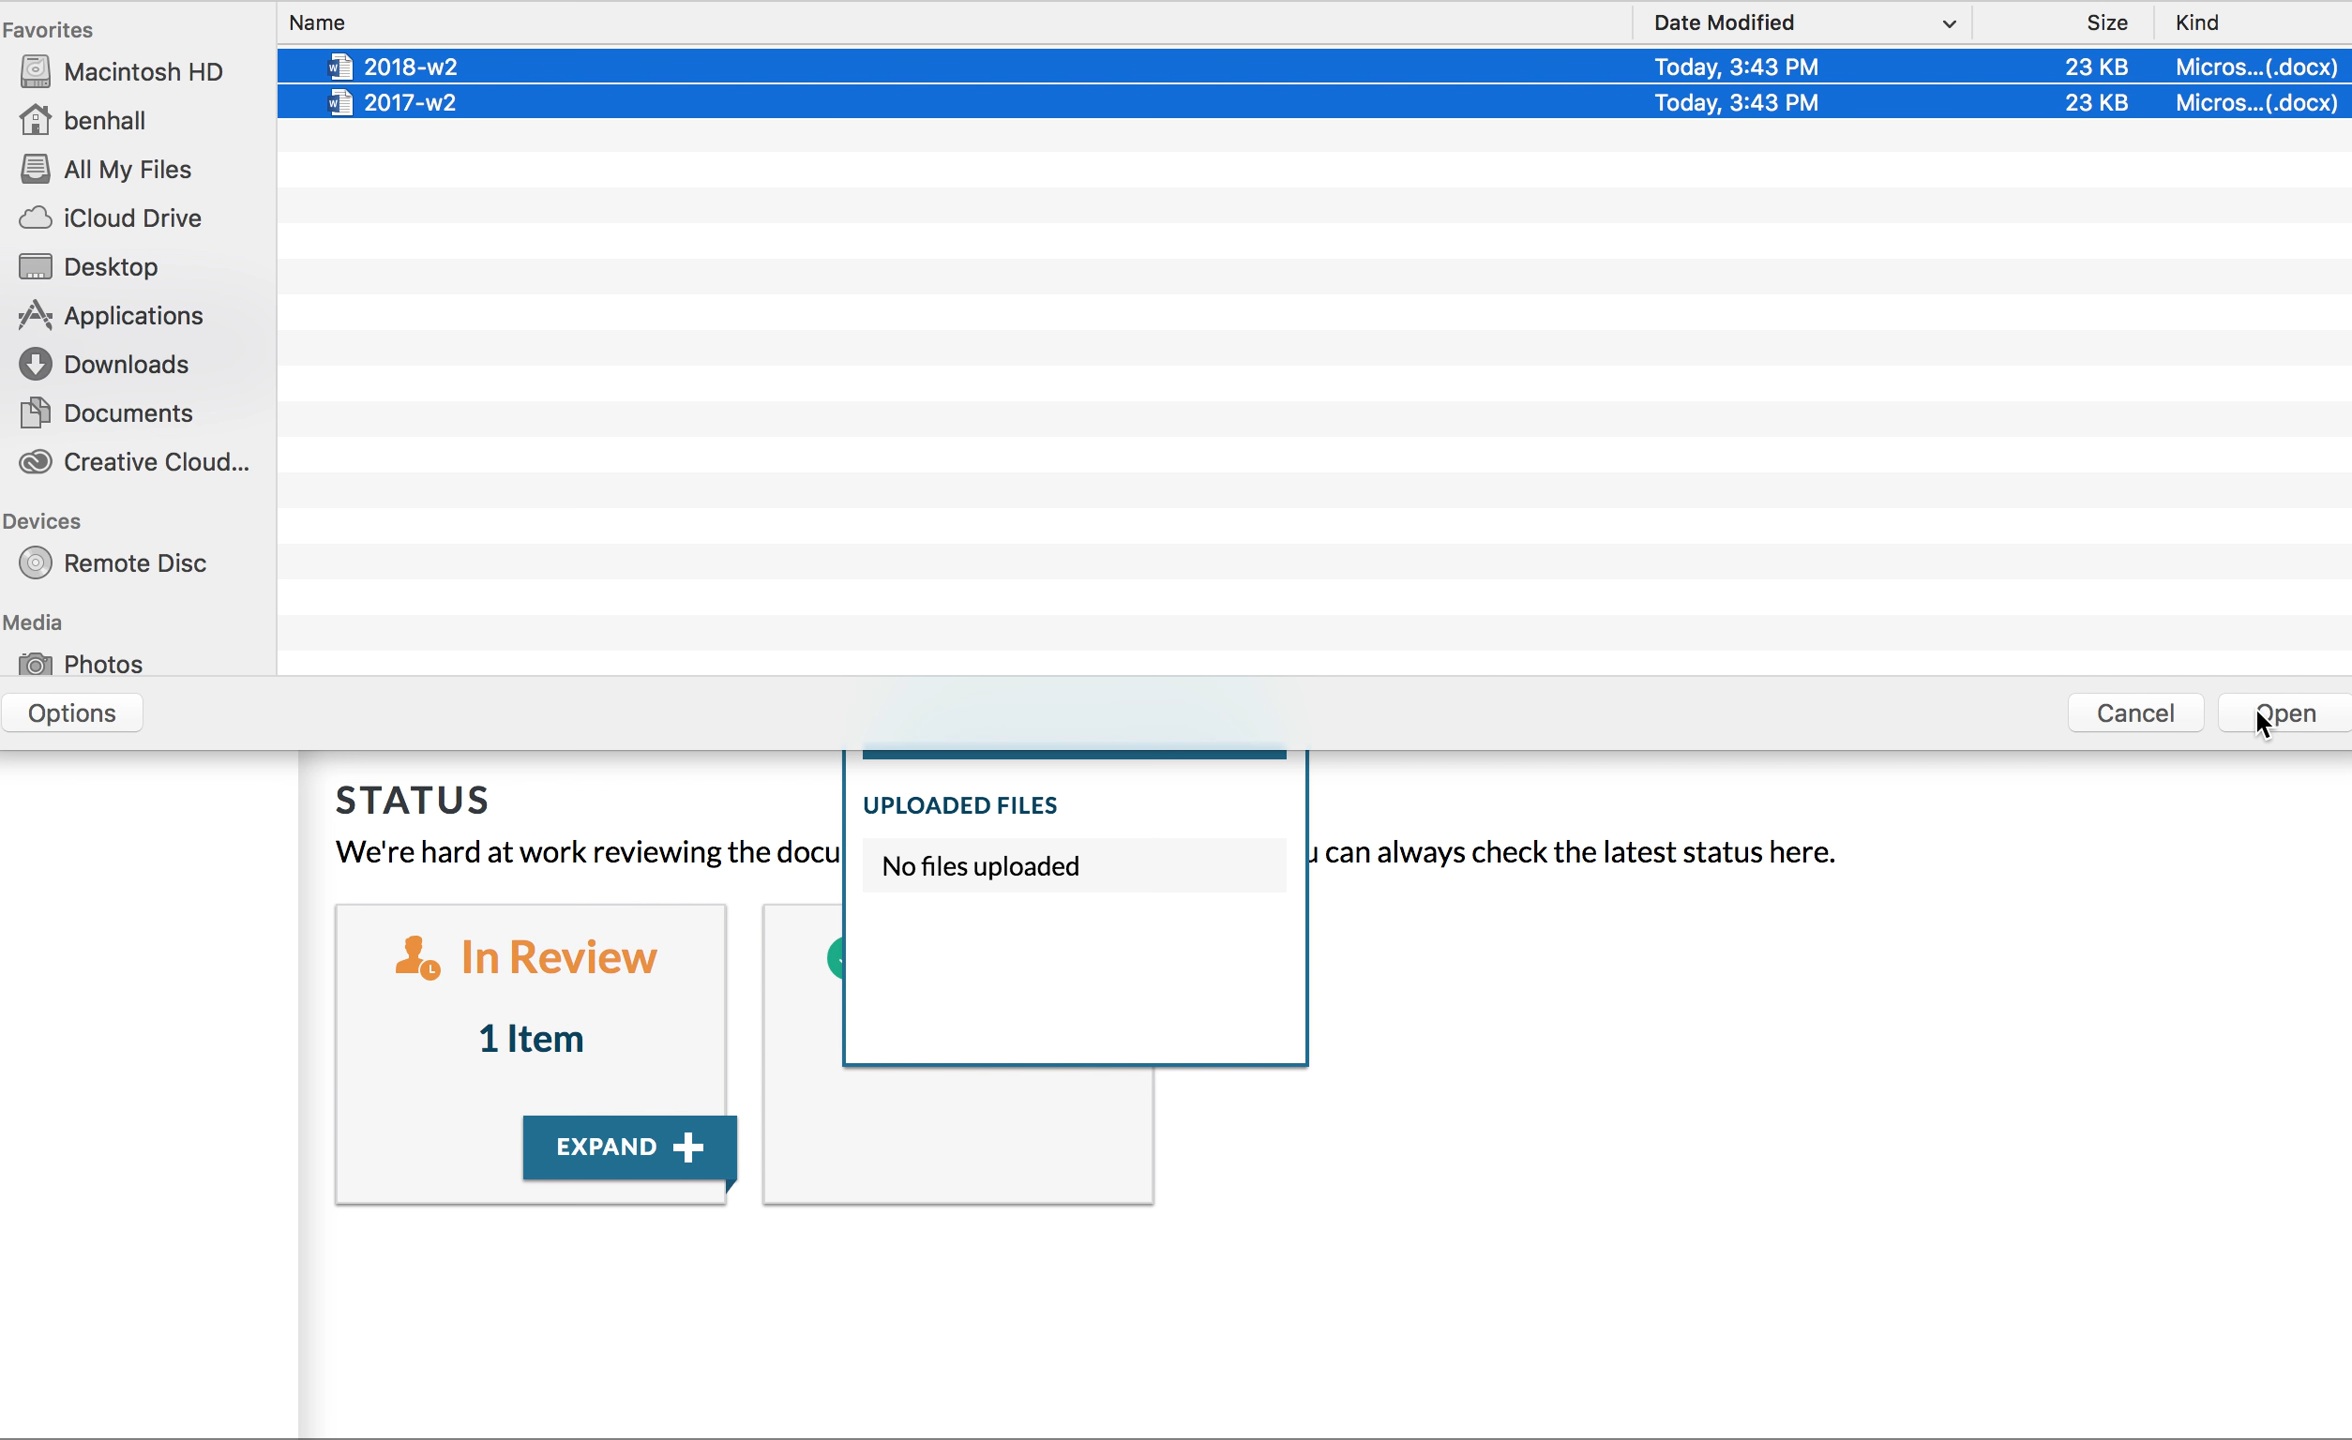 Favorites
Macintosh HD
benhall
All My Files
iCloud Drive
Desktop
Applications
Downloads
Documents
Creative Cloud...
Devices
Remote Disc
Media
Photos
Name Date Modified Size Kind
2018-w2 Today, 3:43 PM 23 KB Micros...(.docx)
2017-w2 Today, 3:43 PM 23 KB Micros...(.docx)
Options Cancel Open
STATUS
We're hard at work reviewing the docu
can always check the latest status here.
UPLOADED FILES
No files uploaded
In Review
1 Item
EXPAND